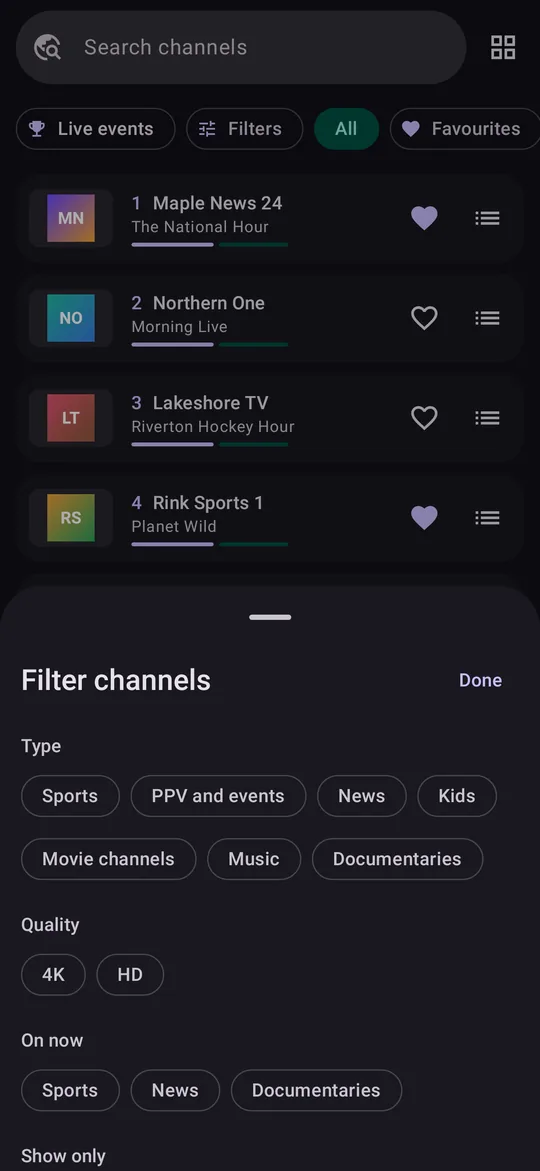 Search channels
Live events
Filters
All
Favourites
MN
1 Maple News 24
The National Hour
NO
2 Northern One
Morning Live
LT
3 Lakeshore TV
Riverton Hockey Hour
RS
4 Rink Sports 1
Planet Wild
Filter channels
Done
Type
Sports
PPV and events
News
Kids
Movie channels
Music
Documentaries
Quality
4K
HD
On now
Sports
News
Documentaries
Show only